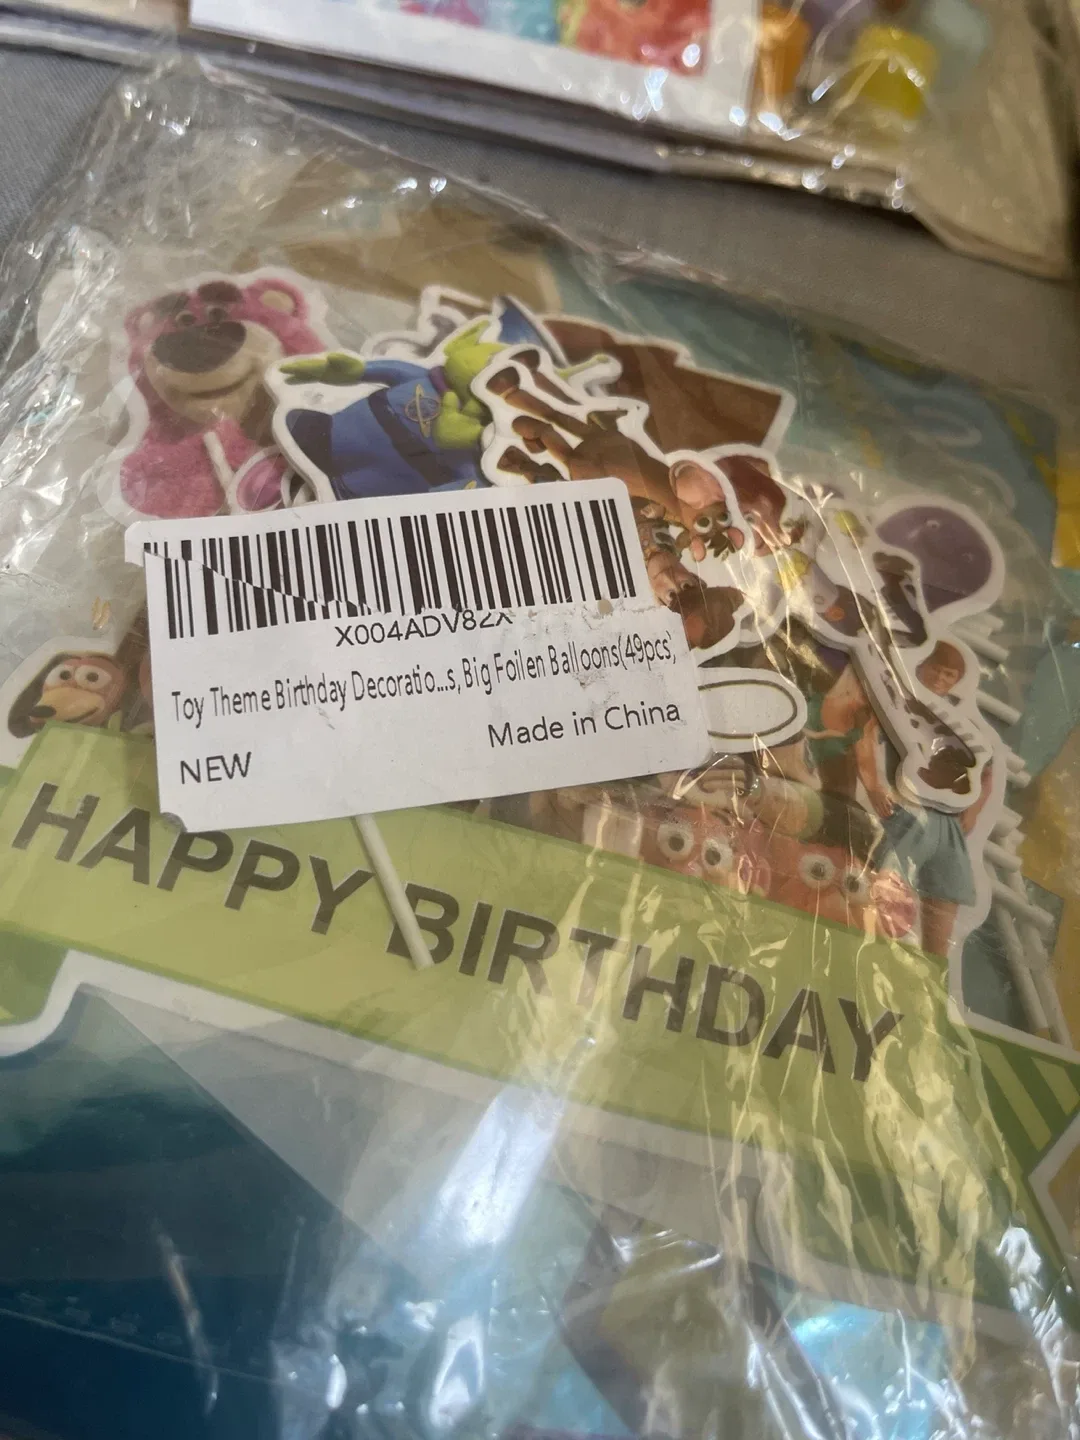 X004ADV82X
Toy Theme Birthday Decoratio...s, Big Foilen Balloons(49pcs)
Made in China
NEW
HAPPY BIRTHDAY